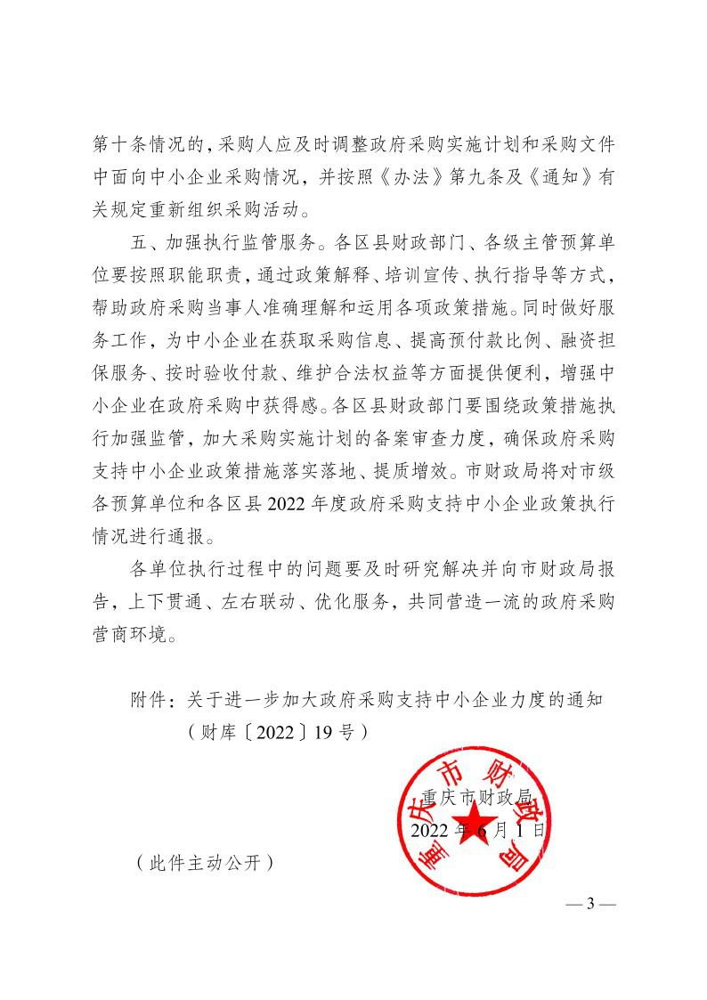 第十条情况的，采购人应及时调整政府采购实施计划和采购文件
中面向中小企业采购情况，并按照《办法》第九条及《通知》有
关规定重新组织采购活动。
五、加强执行监管服务。各区县财政部门、各级主管预算单
位要按照职能职责，通过政策解释、培训宣传、执行指导等方式，
帮助政府采购当事人准确理解和运用各项政策措施。同时做好服
务工作，为中小企业在获取采购信息、提高预付款比例、融资担
保服务、按时验收付款、维护合法权益等方面提供便利，增强中
小企业在政府采购中获得感。各区县财政部门要围绕政策措施执
行加强监管，加大采购实施计划的备案审查力度，确保政府采购
支持中小企业政策措施落实落地、提质增效。市财政局将对市级
各预算单位和各区县 2022 年度政府采购支持中小企业政策执行
情况进行通报。
各单位执行过程中的问题要及时研究解决并向市财政局报
告，上下贯通、左右联动、优化服务，共同营造一流的政府采购
营商环境。
附件：关于进一步加大政府采购支持中小企业力度的通知
（财库〔2022〕19 号）
重庆市财政局
重庆市财政局
2022 年 6 月 1 日
（此件主动公开）
— 3 —